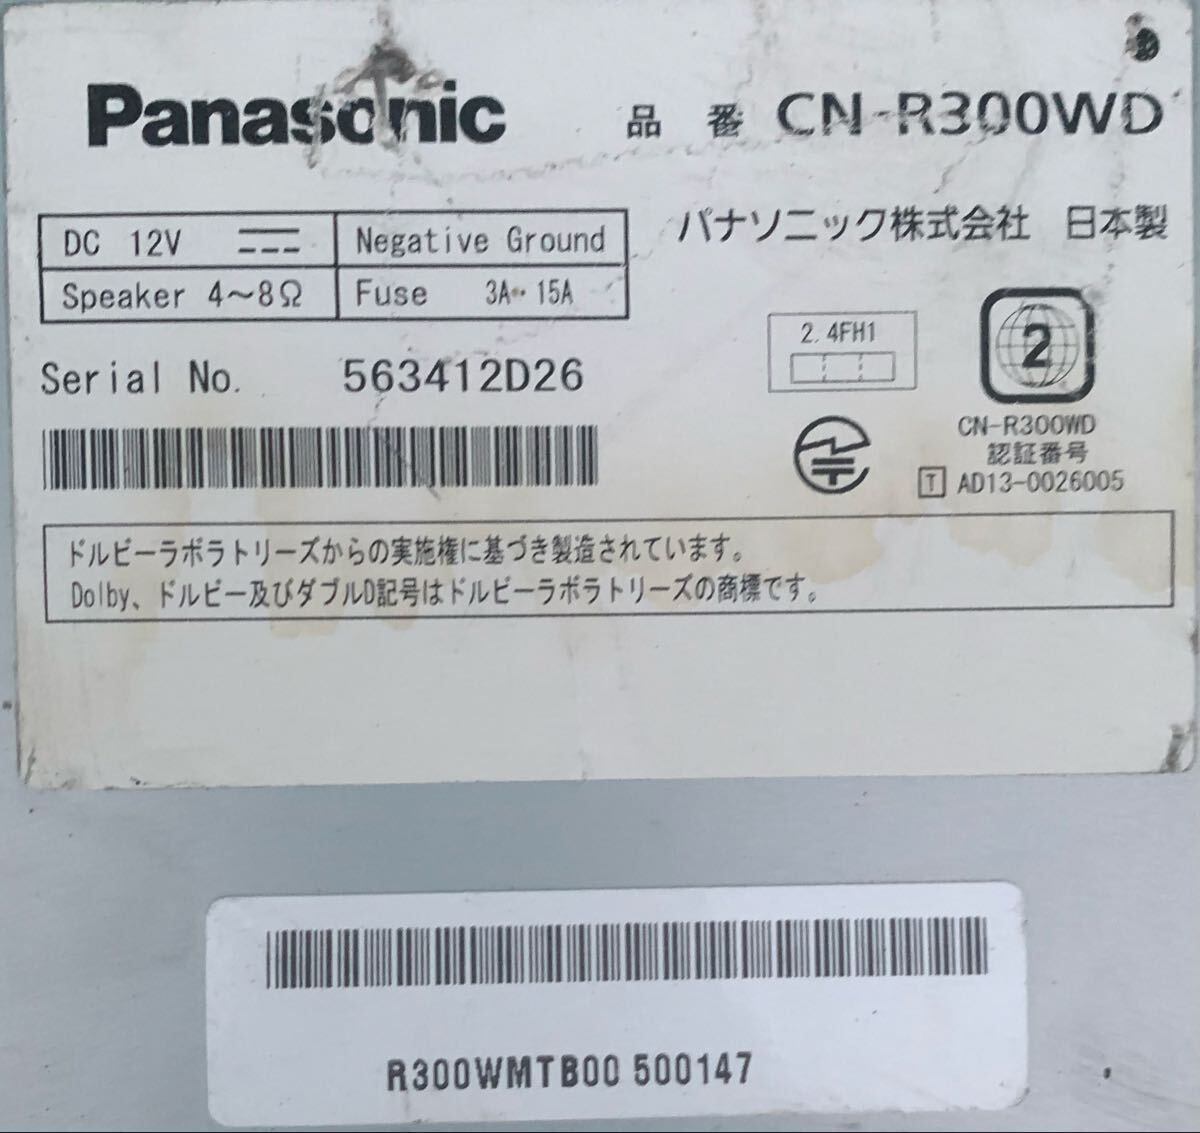 Panasonic 品 番 CN-R300WD
DC 12V Negative Ground
Speaker 4~8Ω Fuse 3A·· 15A
パナソニック株式会社 日本製
Serial No. 563412D26
2.4FH1
2
CN-R300WD
認証番号
T AD13-0026005
ドルビーラボラトリーズからの実施権に基づき製造されています。
Dolby、ドルビー及びダブルD記号はドルビーラボラトリーズの商標です。
R300WMTB00 500147